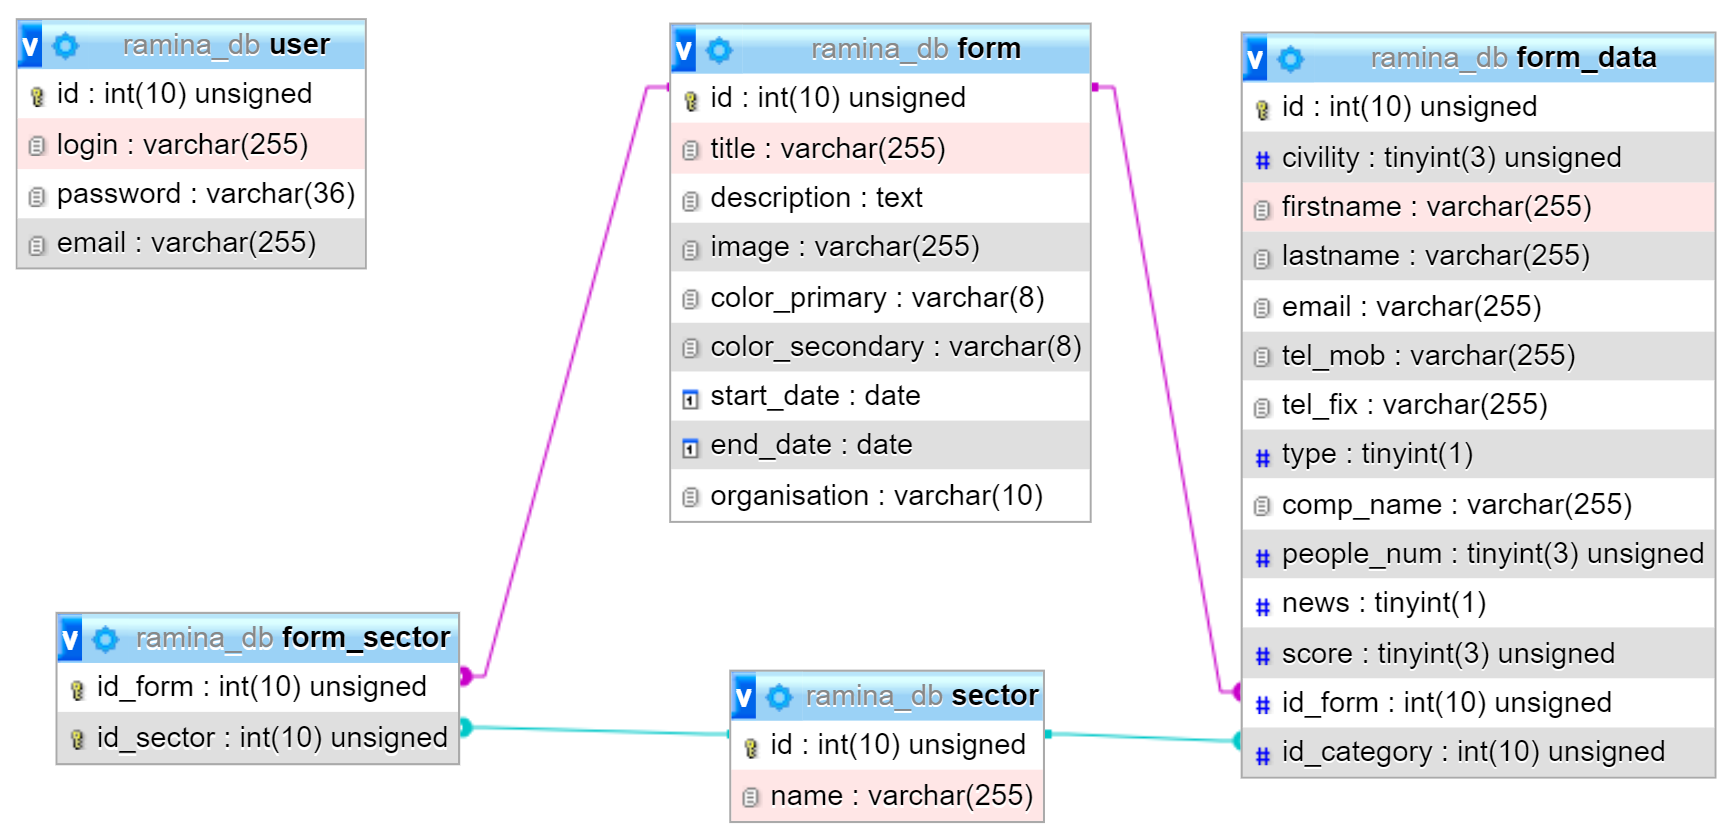 v ramina_db user
id : int(10) unsigned
login : varchar(255)
password : varchar(36)
email : varchar(255)
v ramina_db form
id : int(10) unsigned
title : varchar(255)
description : text
image : varchar(255)
color_primary : varchar(8)
color_secondary : varchar(8)
1 start_date : date
1 end_date : date
organisation : varchar(10)
v ramina_db form_data
id : int(10) unsigned
# civility : tinyint(3) unsigned
firstname : varchar(255)
lastname : varchar(255)
email : varchar(255)
tel_mob : varchar(255)
tel_fix : varchar(255)
# type : tinyint(1)
comp_name : varchar(255)
# people_num : tinyint(3) unsigned
# news : tinyint(1)
# score : tinyint(3) unsigned
# id_form : int(10) unsigned
# id_category : int(10) unsigned
v ramina_db form_sector
id_form : int(10) unsigned
id_sector : int(10) unsigned
v ramina_db sector
id : int(10) unsigned
name : varchar(255)